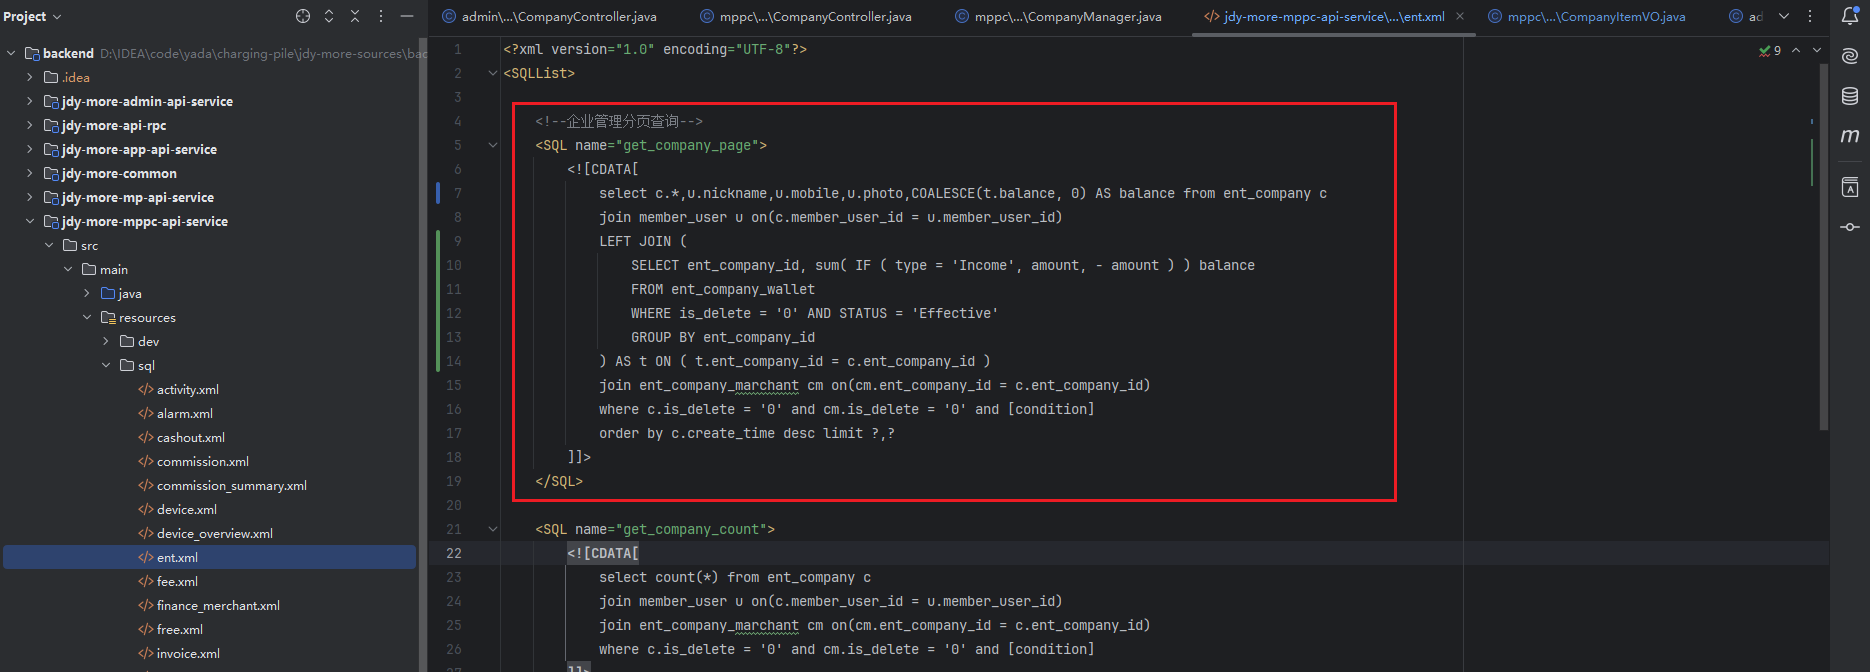 Project
admin\...\CompanyController.java
mppc\...\CompanyController.java
mppc\...\CompanyManager.java
jdy-more-mppc-api-service\...\ent.xml
mppc\...\CompanyItemVO.java
ad
backend D:\IDEA\code\yada\charging-pile\jdy-more-sources\bac
.idea
jdy-more-admin-api-service
jdy-more-api-rpc
jdy-more-app-api-service
jdy-more-common
jdy-more-mp-api-service
jdy-more-mppc-api-service
src
main
java
resources
dev
sql
activity.xml
alarm.xml
cashout.xml
commission.xml
commission_summary.xml
device.xml
device_overview.xml
ent.xml
fee.xml
finance_merchant.xml
free.xml
invoice.xml
9
1 <?xml version="1.0" encoding="UTF-8"?>
2 <SQLList>
3
4 <!--企业管理分页查询-->
5 <SQL name="get_company_page">
6 <![CDATA[
7 select c.*,u.nickname,u.mobile,u.photo,COALESCE(t.balance, 0) AS balance from ent_company c
8 join member_user u on(c.member_user_id = u.member_user_id)
9 LEFT JOIN (
10 SELECT ent_company_id, sum( IF ( type = 'Income', amount, - amount ) ) balance
11 FROM ent_company_wallet
12 WHERE is_delete = '0' AND STATUS = 'Effective'
13 GROUP BY ent_company_id
14 ) AS t ON ( t.ent_company_id = c.ent_company_id )
15 join ent_company_marchant cm on(cm.ent_company_id = c.ent_company_id)
16 where c.is_delete = '0' and cm.is_delete = '0' and [condition]
17 order by c.create_time desc limit ?,?
18 ]]>
19 </SQL>
20
21 <SQL name="get_company_count">
22 <![CDATA[
23 select count(*) from ent_company c
24 join member_user u on(c.member_user_id = u.member_user_id)
25 join ent_company_marchant cm on(cm.ent_company_id = c.ent_company_id)
26 where c.is_delete = '0' and cm.is_delete = '0' and [condition]
27 ]]>